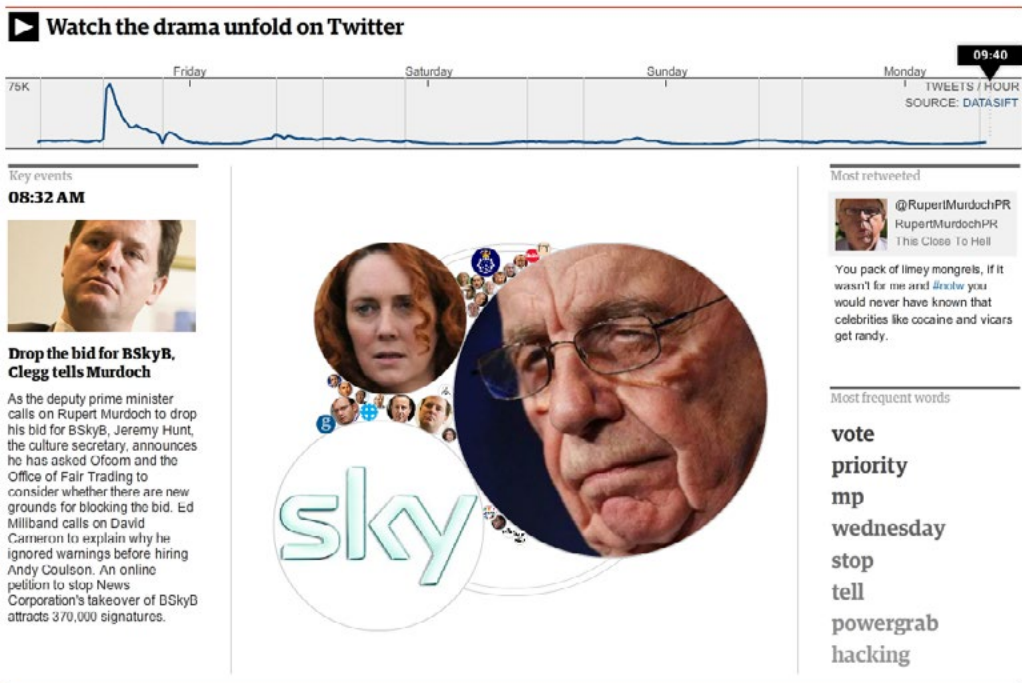 Watch the drama unfold on Twitter
09:40
Friday
Saturday
Sunday
Monday
75K
TWEETS / HOUR
SOURCE: DATASIFT
Key events
08:32 AM
Drop the bid for BSkyB,
Clegg tells Murdoch
As the deputy prime minister
calls on Rupert Murdoch to drop
his bid for BSkyB, Jeremy Hunt,
the culture secretary, announces
he has asked Ofcom and the
Office of Fair Trading to
consider whether there are new
grounds for blocking the bid. Ed
Miliband calls on David
Cameron to explain why he
ignored warnings before hiring
Andy Coulson. An online
petition to stop News
Corporation's takeover of BSkyB
attracts 370,000 signatures.
g
sky
Most retweeted
@RupertMurdochPR
RupertMurdochPR
This Close To Hell
You pack of limey mongrels, if it
wasn't for me and #notw you
would never have known that
celebrities like cocaine and vicars
get randy.
Most frequent words
vote
priority
mp
wednesday
stop
tell
powergrab
hacking